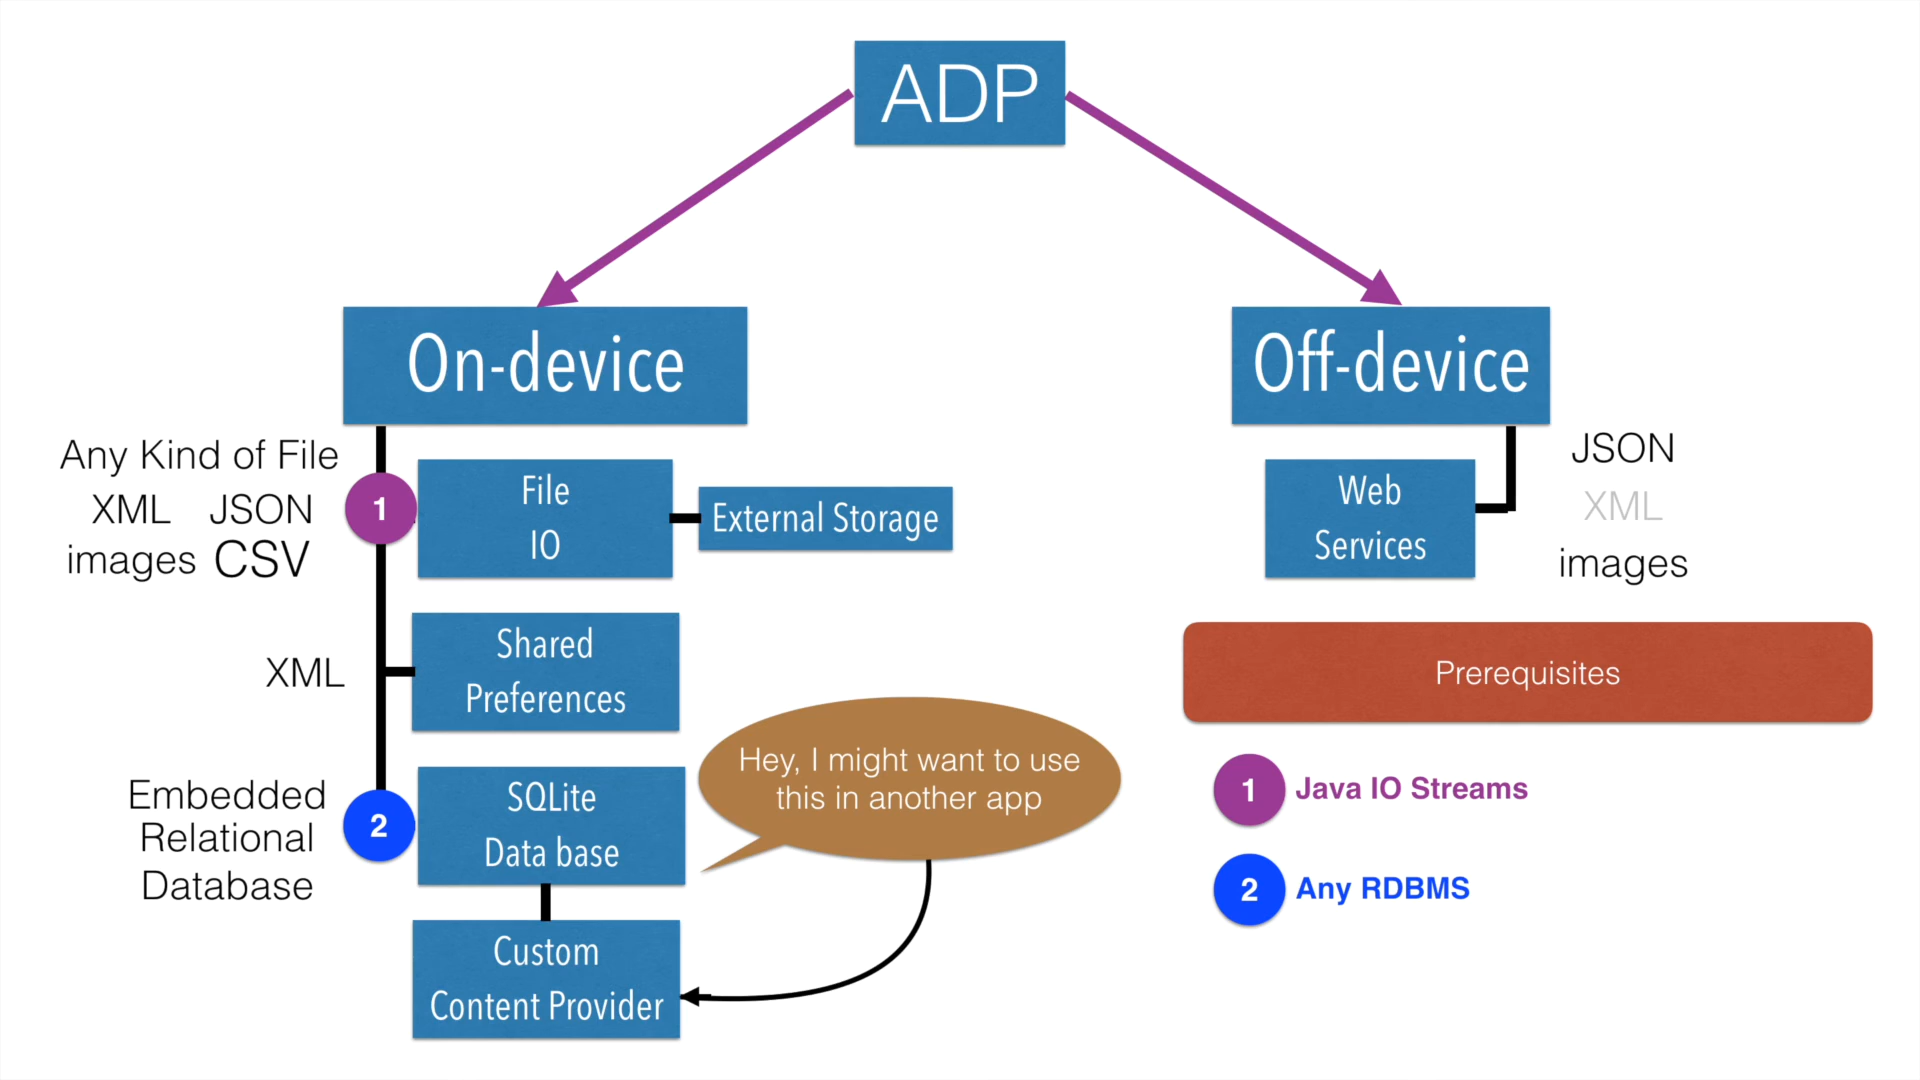 ADP
On-device
Any Kind of File
XML JSON
images CSV
1
File
IO
External Storage
XML
Shared
Preferences
Embedded
Relational
Database
2
SQLite
Data base
Hey, I might want to use
this in another app
Custom
Content Provider
Off-device
Web
Services
JSON
XML
images
Prerequisites
1 Java IO Streams
2 Any RDBMS